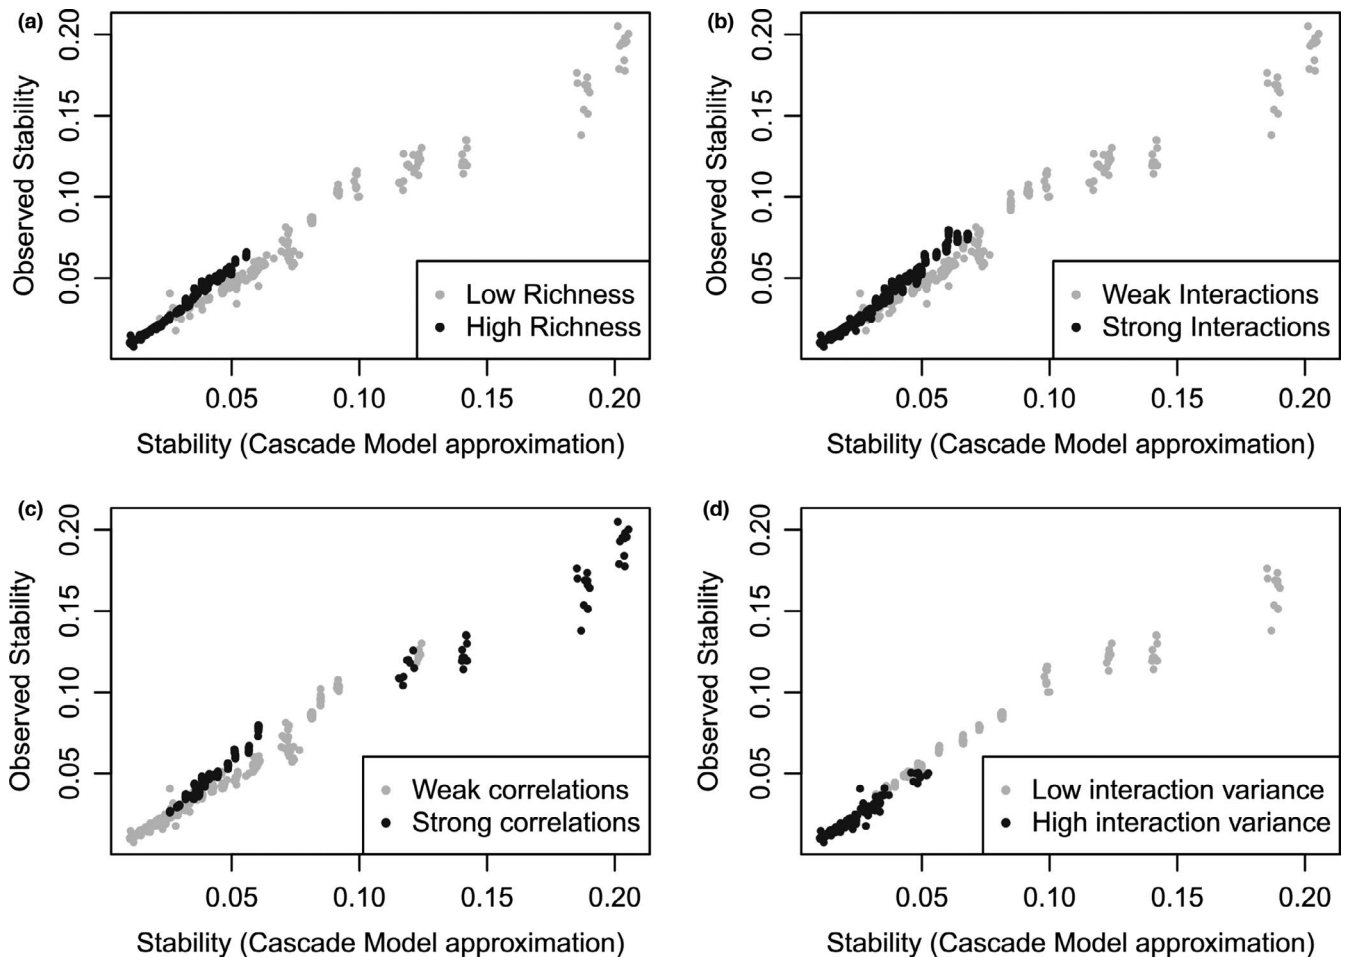 (a)
Observed Stability
0.20
0.15
0.10
0.05
Low Richness
High Richness
0.05 0.10 0.15 0.20
Stability (Cascade Model approximation)
(b)
Observed Stability
0.20
0.15
0.10
0.05
Weak Interactions
Strong Interactions
0.05 0.10 0.15 0.20
Stability (Cascade Model approximation)
(c)
Observed Stability
0.20
0.15
0.10
0.05
Weak correlations
Strong correlations
0.05 0.10 0.15 0.20
Stability (Cascade Model approximation)
(d)
Observed Stability
0.20
0.15
0.10
0.05
Low interaction variance
High interaction variance
0.05 0.10 0.15 0.20
Stability (Cascade Model approximation)